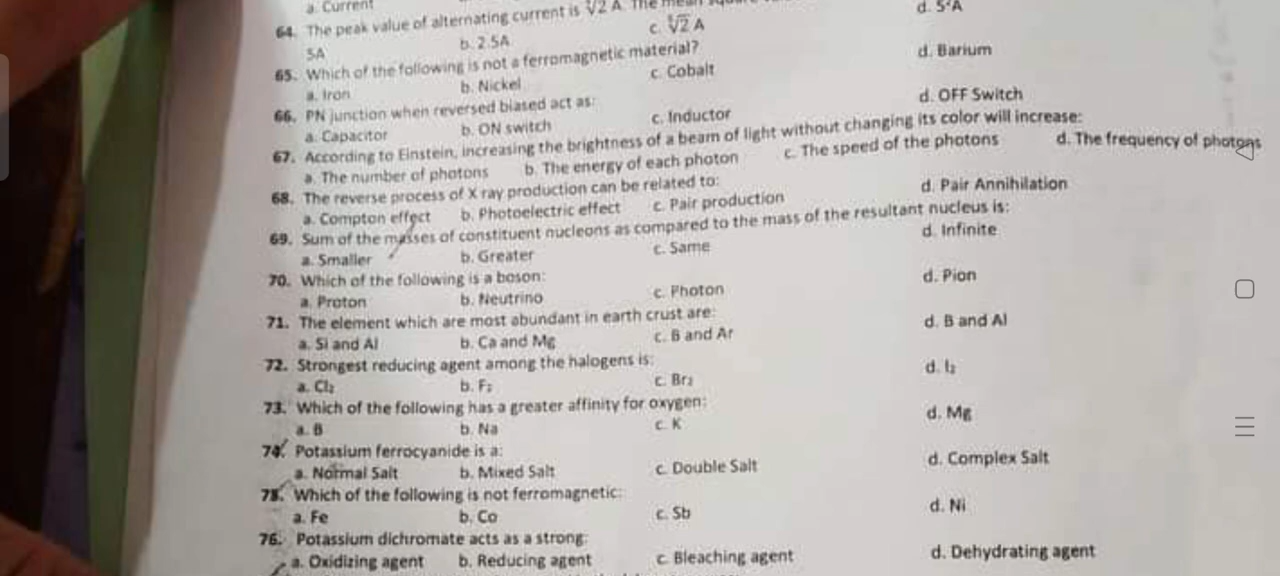 a. Current
64. The peak value of alternating current is √2 A. The mean square
5A b. 2.5A c. √2 A d. 5²A
65. Which of the following is not a ferromagnetic material?
a. Iron b. Nickel c. Cobalt d. Barium
66. PN junction when reversed biased act as:
a. Capacitor b. ON switch c. Inductor d. OFF Switch
67. According to Einstein, increasing the brightness of a beam of light without changing its color will increase:
a. The number of photons b. The energy of each photon c. The speed of the photons d. The frequency of photons
68. The reverse process of X ray production can be related to:
a. Compton effect b. Photoelectric effect c. Pair production d. Pair Annihilation
69. Sum of the masses of constituent nucleons as compared to the mass of the resultant nucleus is:
a. Smaller b. Greater c. Same d. Infinite
70. Which of the following is a boson:
a. Proton b. Neutrino c. Photon d. Pion
71. The element which are most abundant in earth crust are:
a. Si and Al b. Ca and Mg c. B and Ar d. B and Al
72. Strongest reducing agent among the halogens is:
a. Cl₂ b. F₂ c. Br₂ d. I₂
73. Which of the following has a greater affinity for oxygen:
a. B b. Na c. K d. Mg
74. Potassium ferrocyanide is a:
a. Normal Salt b. Mixed Salt c. Double Salt d. Complex Salt
75. Which of the following is not ferromagnetic:
a. Fe b. Co c. Sb d. Ni
76. Potassium dichromate acts as a strong:
a. Oxidizing agent b. Reducing agent c. Bleaching agent d. Dehydrating agent